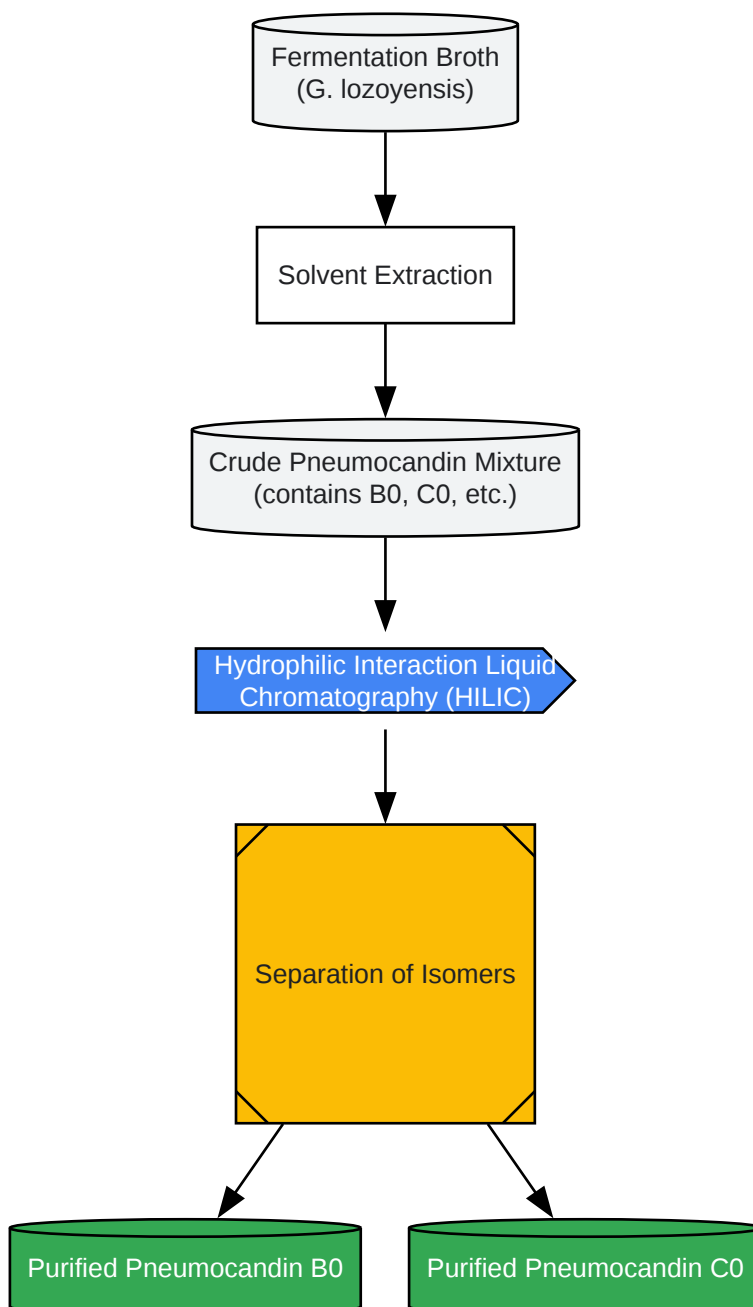 Fermentation Broth
(G. lozoyensis)
Solvent Extraction
Crude Pneumocandin Mixture
(contains B0, C0, etc.)
Hydrophilic Interaction Liquid
Chromatography (HILIC)
Separation of Isomers
Purified Pneumocandin B0
Purified Pneumocandin C0